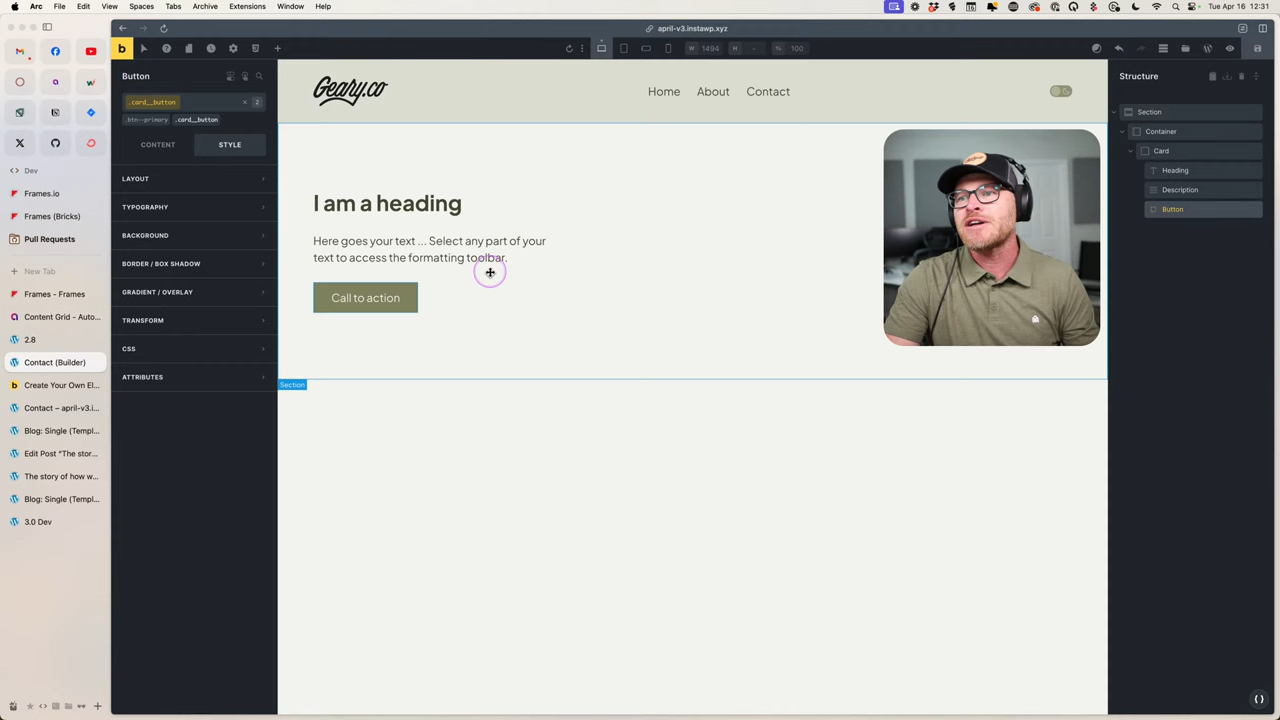 Arc File Edit View Spaces Tabs Archive Extensions Window Help
Tue Apr 16 12:31
april-v3.instawp.xyz
W 1494 H - % 100
Button
.card__button
2
.btn--primary .card__button
CONTENT STYLE
LAYOUT
TYPOGRAPHY
BACKGROUND
BORDER / BOX SHADOW
GRADIENT / OVERLAY
TRANSFORM
CSS
ATTRIBUTES
Dev
Frames.io
Frames (Bricks)
Pull Requests
New Tab
Frames - Frames
Content Grid - Auto...
2.8
Contact (Builder)
Create Your Own El...
Contact – april-v3.i...
Blog: Single (Templ...
Edit Post “The stor...
The story of how w...
Blog: Single (Templ...
3.0 Dev
Geary.co
Home About Contact
I am a heading
Here goes your text ... Select any part of your
text to access the formatting toolbar.
Call to action
Section
Structure
Section
Container
Card
Heading
Description
Button